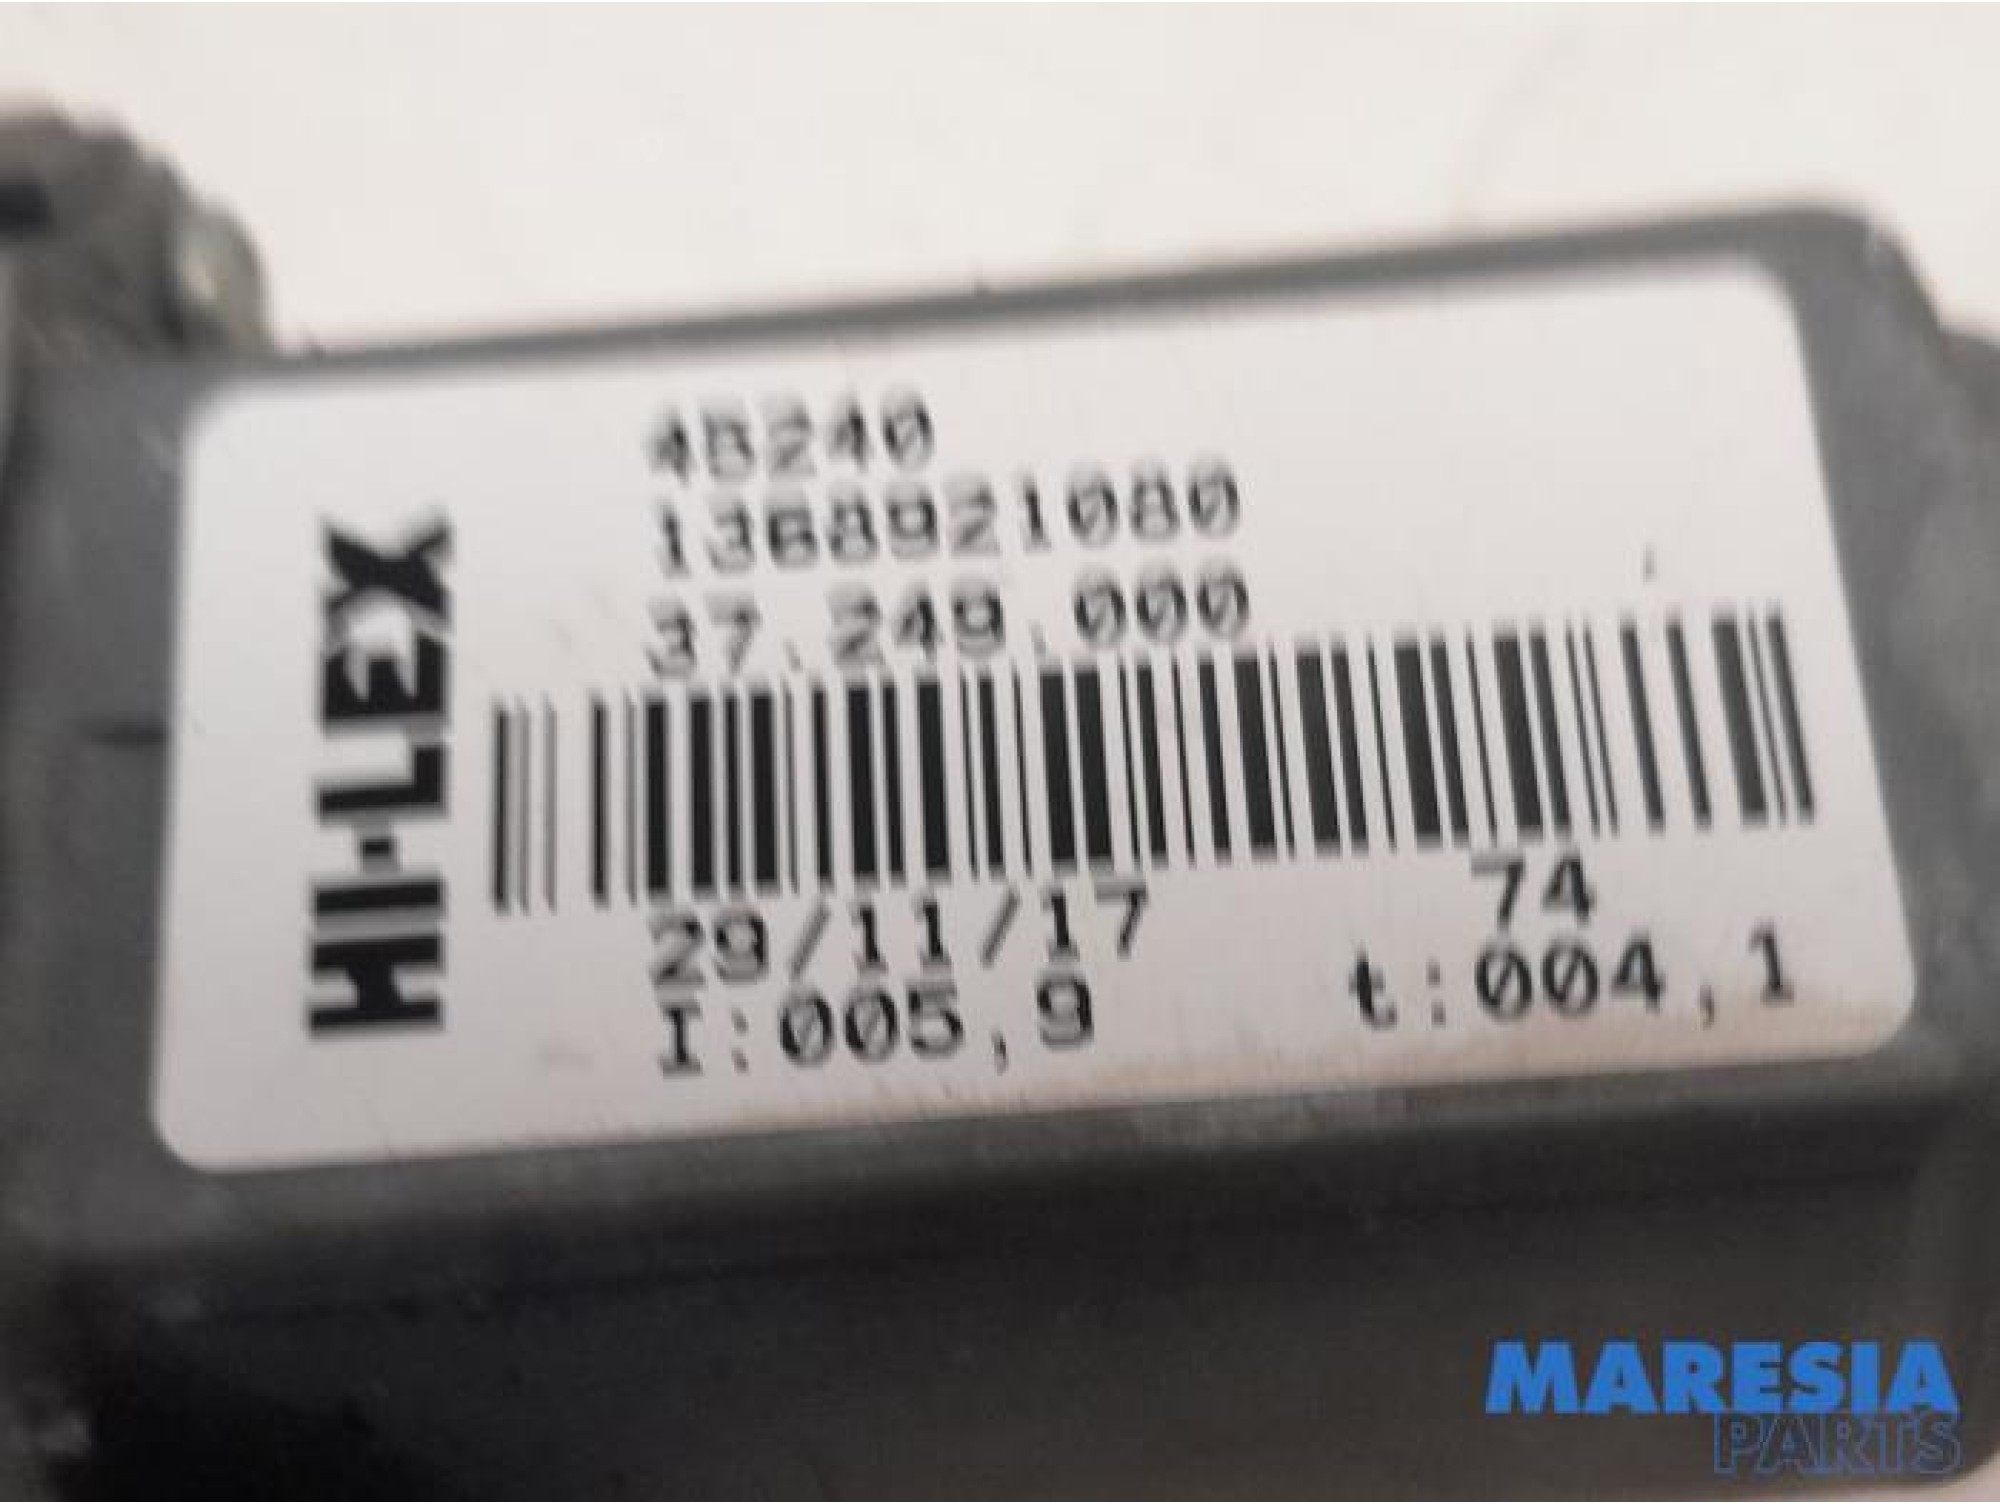 HI-LEX
45240
1368921080
37.249.000
29/11/17 74
I:005,9 t:004,1
MARESIA
PARTS